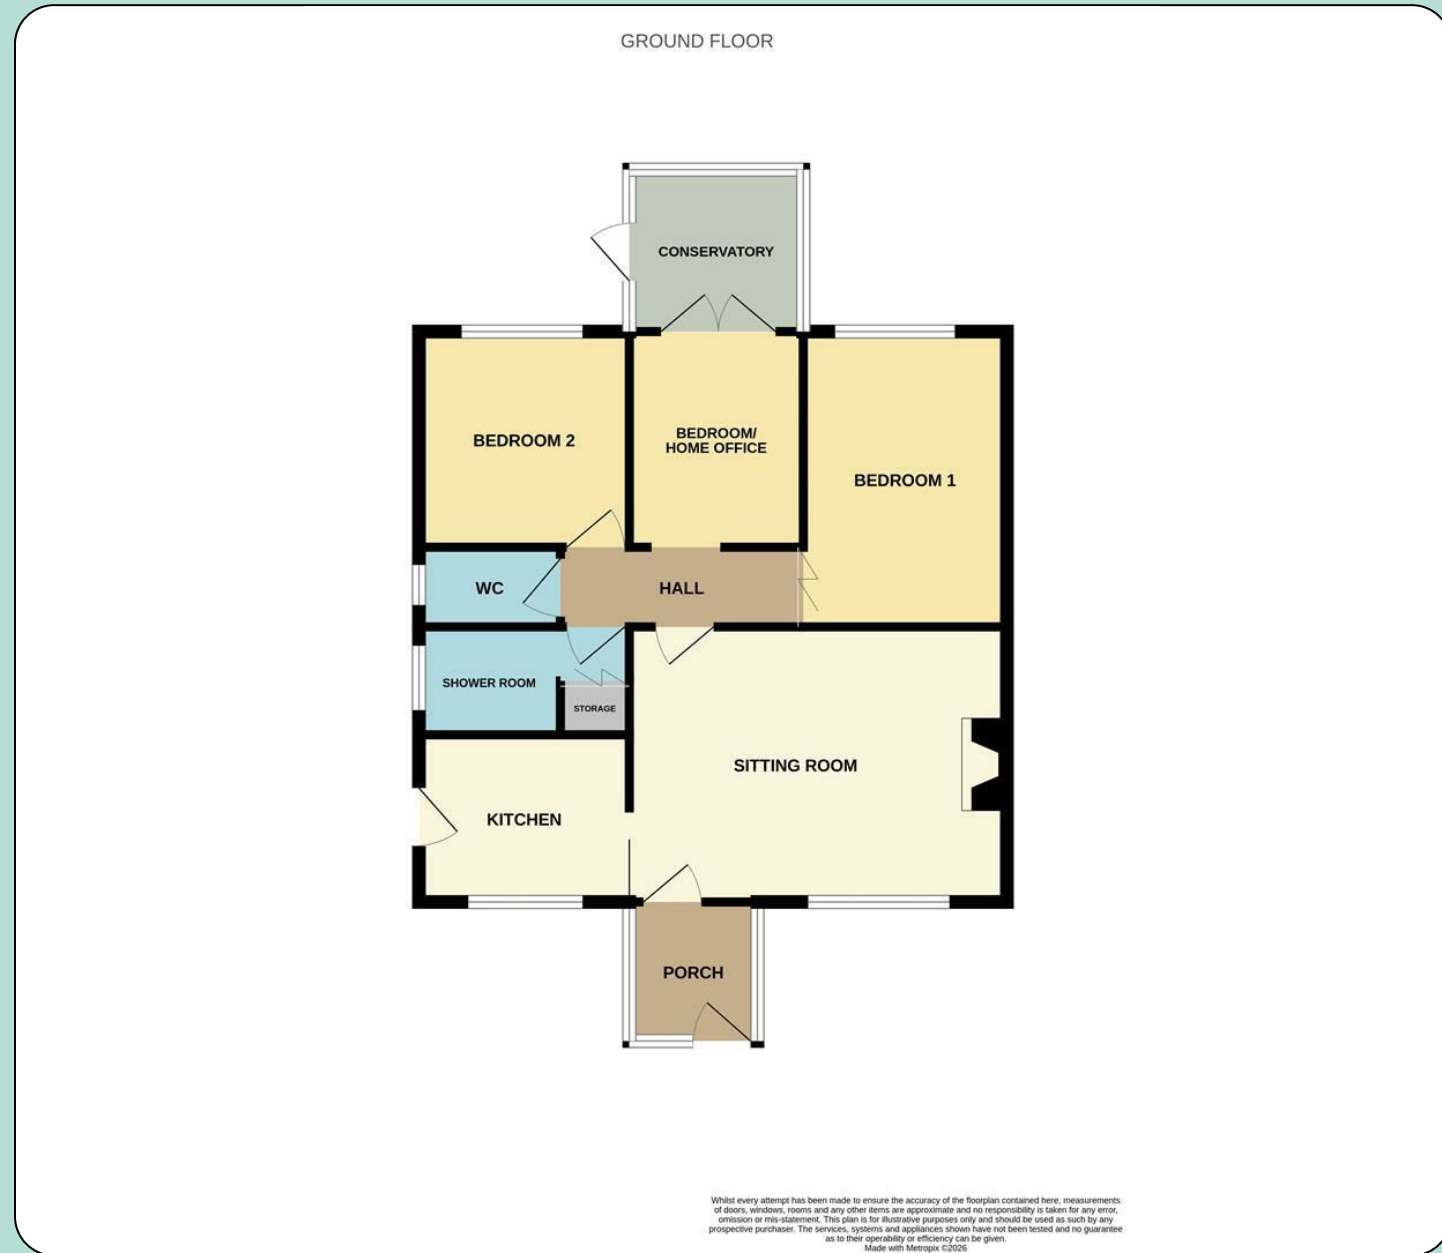 GROUND FLOOR
CONSERVATORY
BEDROOM 2
BEDROOM/
HOME OFFICE
BEDROOM 1
WC
HALL
SHOWER ROOM
STORAGE
SITTING ROOM
KITCHEN
PORCH
Whilst every attempt has been made to ensure the accuracy of the floorplan contained here, measurements
of doors, windows, rooms and any other items are approximate and no responsibility is taken for any error,
omission or mis-statement. This plan is for illustrative purposes only and should be used as such by any
prospective purchaser. The services, systems and appliances shown have not been tested and no guarantee
as to their operability or efficiency can be given.
Made with Metropix ©2026